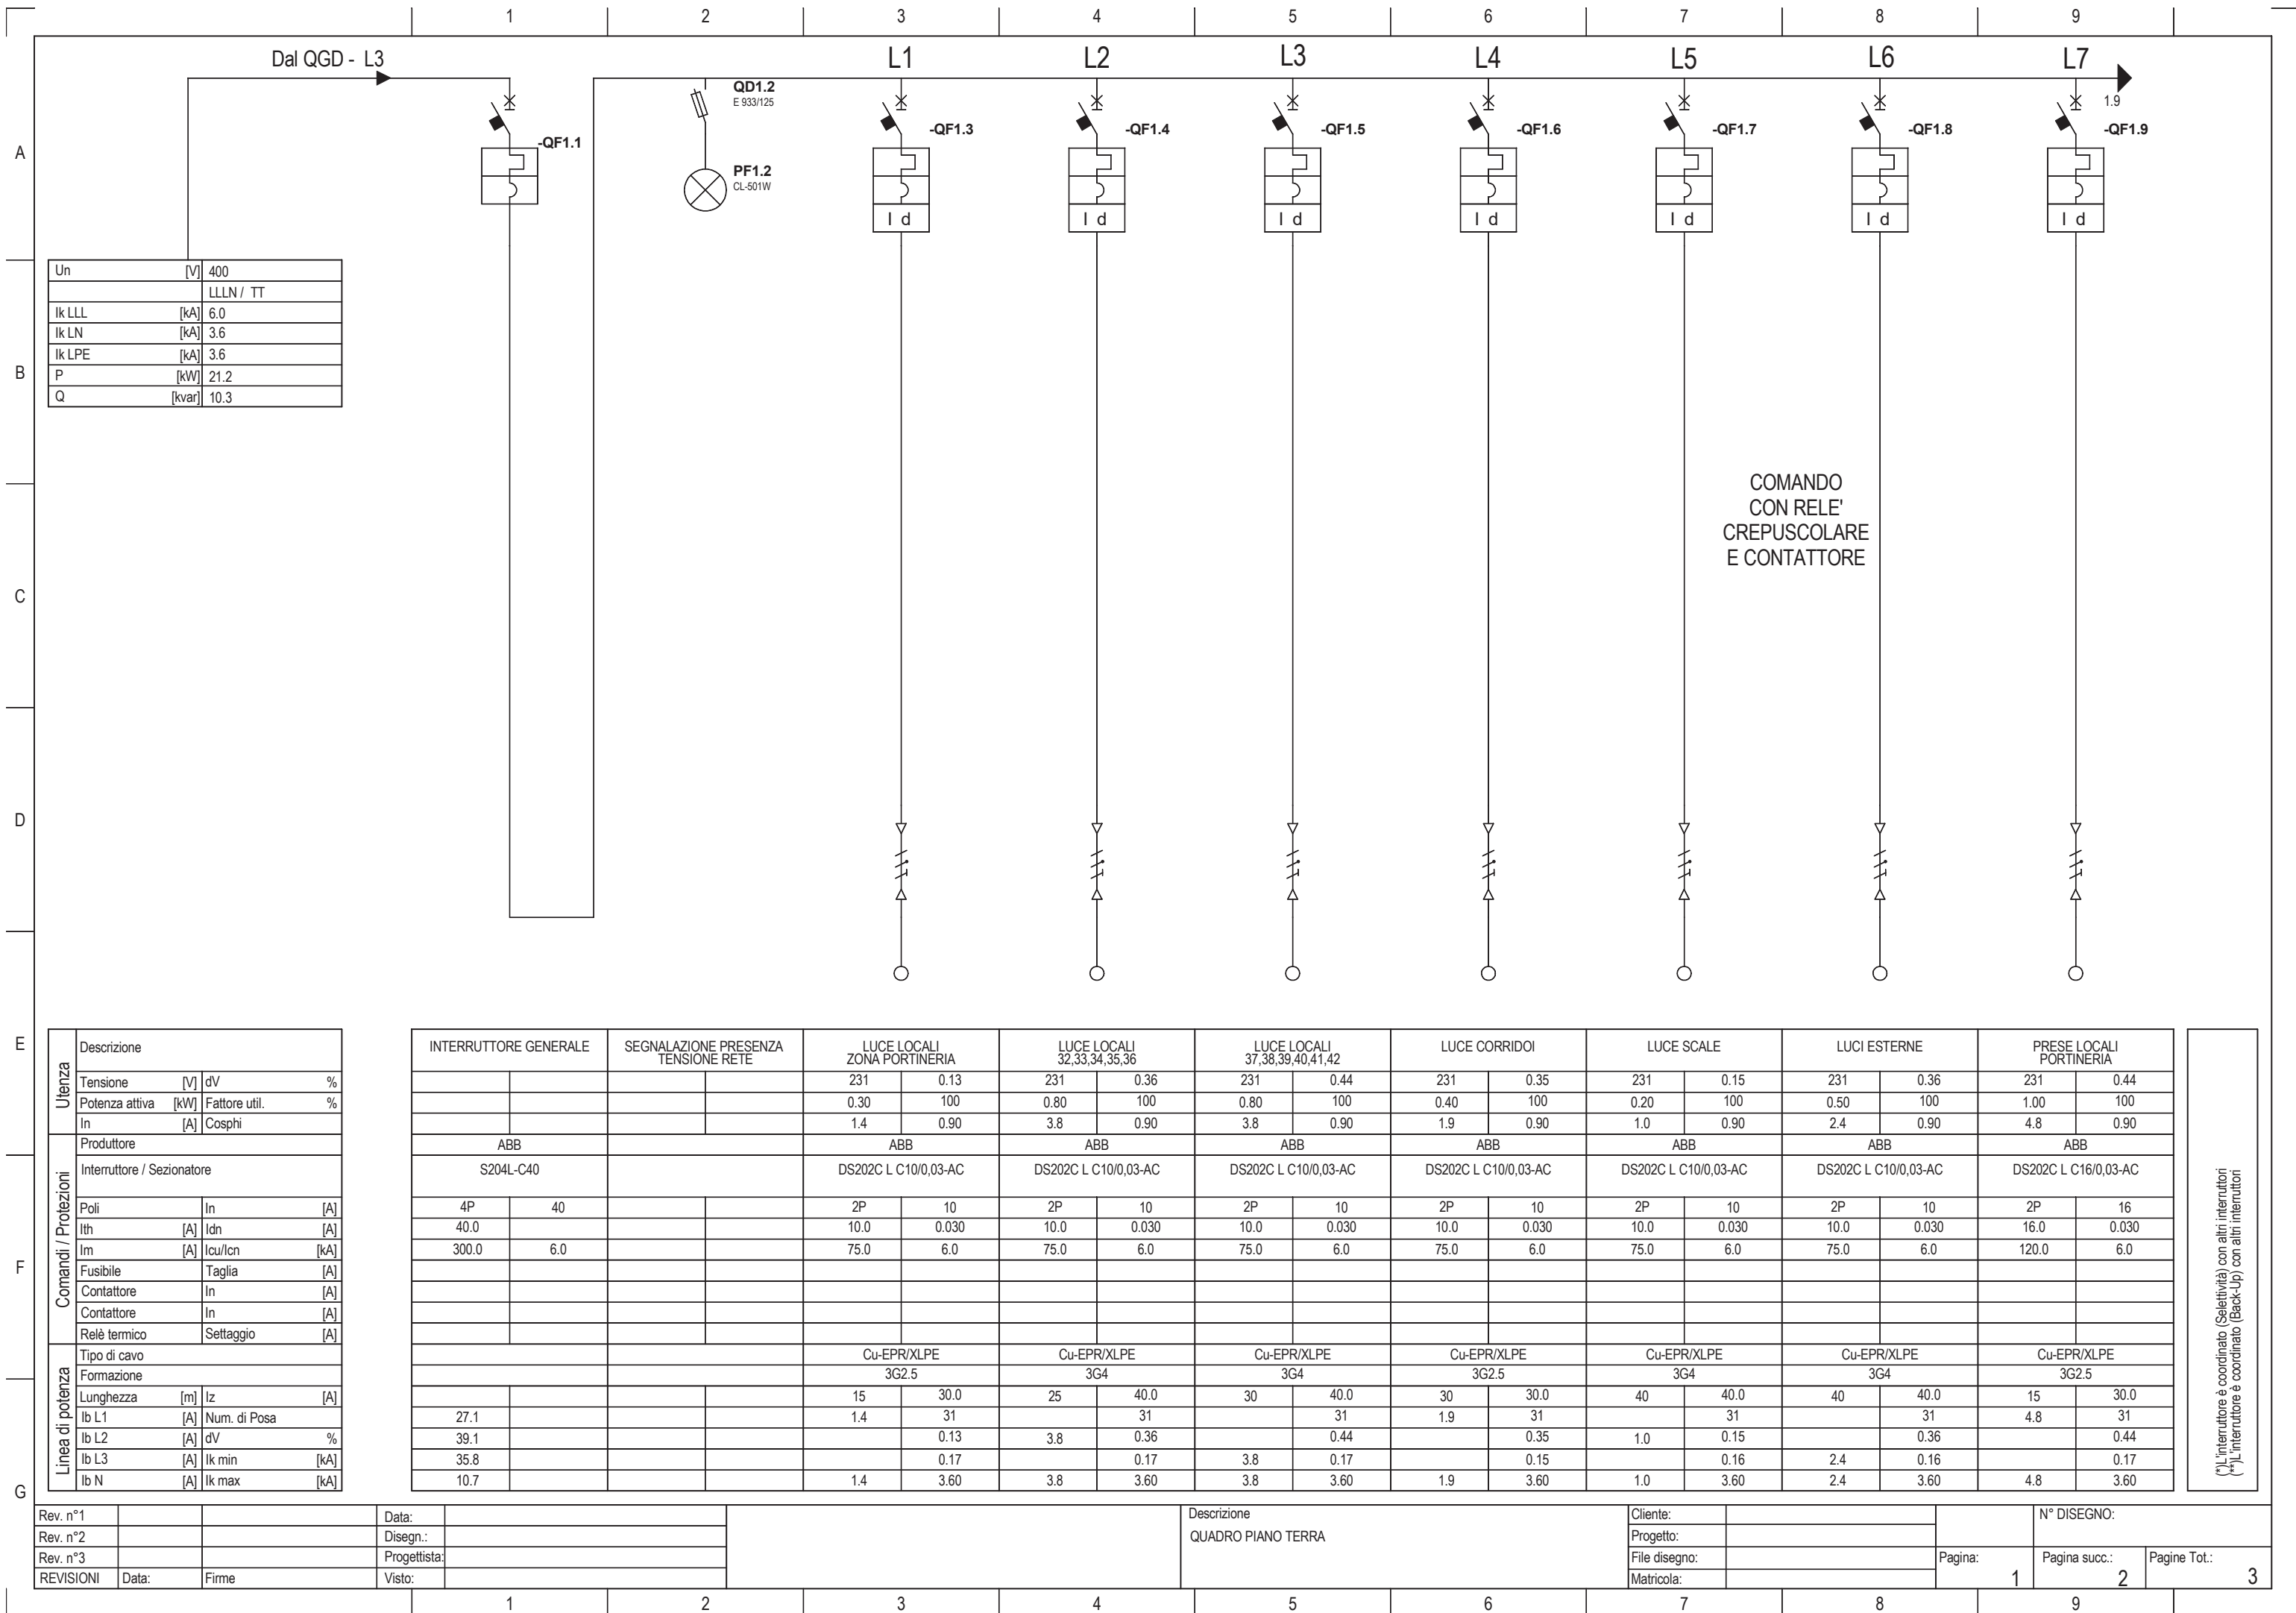 1 2 3 4 5 6 7 8 9
Dal QGD - L3
L1 L2 L3 L4 L5 L6 L7
QD1.2
E 933/125
1.9
-QF1.1
-QF1.3 -QF1.4 -QF1.5 -QF1.6 -QF1.7 -QF1.8 -QF1.9
PF1.2
CL-501W
I d I d I d I d I d I d I d
A
B
C
D
E
F
G
Un [V] 400
LLLN / TT
Ik LLL [kA] 6.0
Ik LN [kA] 3.6
Ik LPE [kA] 3.6
P [kW] 21.2
Q [kvar] 10.3
COMANDO
CON RELE'
CREPUSCOLARE
E CONTATTORE
Utenza
Comandi / Protezioni
Linea di potenza
Descrizione INTERRUTTORE GENERALE SEGNALAZIONE PRESENZA TENSIONE RETE LUCE LOCALI ZONA PORTINERIA LUCE LOCALI 32,33,34,35,36 LUCE LOCALI 37,38,39,40,41,42 LUCE CORRIDOI LUCE SCALE LUCI ESTERNE PRESE LOCALI PORTINERIA
Tensione [V] dV % 231 0.13 231 0.36 231 0.44 231 0.35 231 0.15 231 0.36 231 0.44
Potenza attiva [kW] Fattore util. % 0.30 100 0.80 100 0.80 100 0.40 100 0.20 100 0.50 100 1.00 100
In [A] Cosphi 1.4 0.90 3.8 0.90 3.8 0.90 1.9 0.90 1.0 0.90 2.4 0.90 4.8 0.90
Produttore ABB ABB ABB ABB ABB ABB ABB ABB
Interruttore / Sezionatore S204L-C40 DS202C L C10/0,03-AC DS202C L C10/0,03-AC DS202C L C10/0,03-AC DS202C L C10/0,03-AC DS202C L C10/0,03-AC DS202C L C10/0,03-AC DS202C L C16/0,03-AC
Poli In [A] 4P 40 2P 10 2P 10 2P 10 2P 10 2P 10 2P 10 2P 16
Ith [A] Idn [A] 40.0 10.0 0.030 10.0 0.030 10.0 0.030 10.0 0.030 10.0 0.030 10.0 0.030 16.0 0.030
Im [A] Icu/Icn [kA] 300.0 6.0 75.0 6.0 75.0 6.0 75.0 6.0 75.0 6.0 75.0 6.0 75.0 6.0 120.0 6.0
Fusibile Taglia [A]
Contattore In [A]
Contattore In [A]
Relè termico Settaggio [A]
Tipo di cavo Cu-EPR/XLPE Cu-EPR/XLPE Cu-EPR/XLPE Cu-EPR/XLPE Cu-EPR/XLPE Cu-EPR/XLPE Cu-EPR/XLPE
Formazione 3G2.5 3G4 3G4 3G2.5 3G4 3G4 3G2.5
Lunghezza [m] Iz [A] 15 30.0 25 40.0 30 40.0 30 30.0 40 40.0 40 40.0 15 30.0
Ib L1 [A] Num. di Posa 27.1 1.4 31 31 31 1.9 31 31 31 4.8 31
Ib L2 [A] dV % 39.1 0.13 3.8 0.36 0.44 0.35 1.0 0.15 0.36 0.44
Ib L3 [A] Ik min [kA] 35.8 0.17 0.17 3.8 0.17 0.15 0.16 2.4 0.16 0.17
Ib N [A] Ik max [kA] 10.7 1.4 3.60 3.8 3.60 3.8 3.60 1.9 3.60 1.0 3.60 2.4 3.60 4.8 3.60
(*)L'interruttore è coordinato (Selettività) con altri interruttori
(**)L'interruttore è coordinato (Back-Up) con altri interruttori
Rev. n°1 Data: Descrizione Cliente: N° DISEGNO:
Rev. n°2 Disegn.: QUADRO PIANO TERRA Progetto:
Rev. n°3 Progettista: File disegno: Pagina: 1 Pagina succ.: 2 Pagine Tot.: 3
REVISIONI Data: Firme Visto: Matricola:
1 2 3 4 5 6 7 8 9